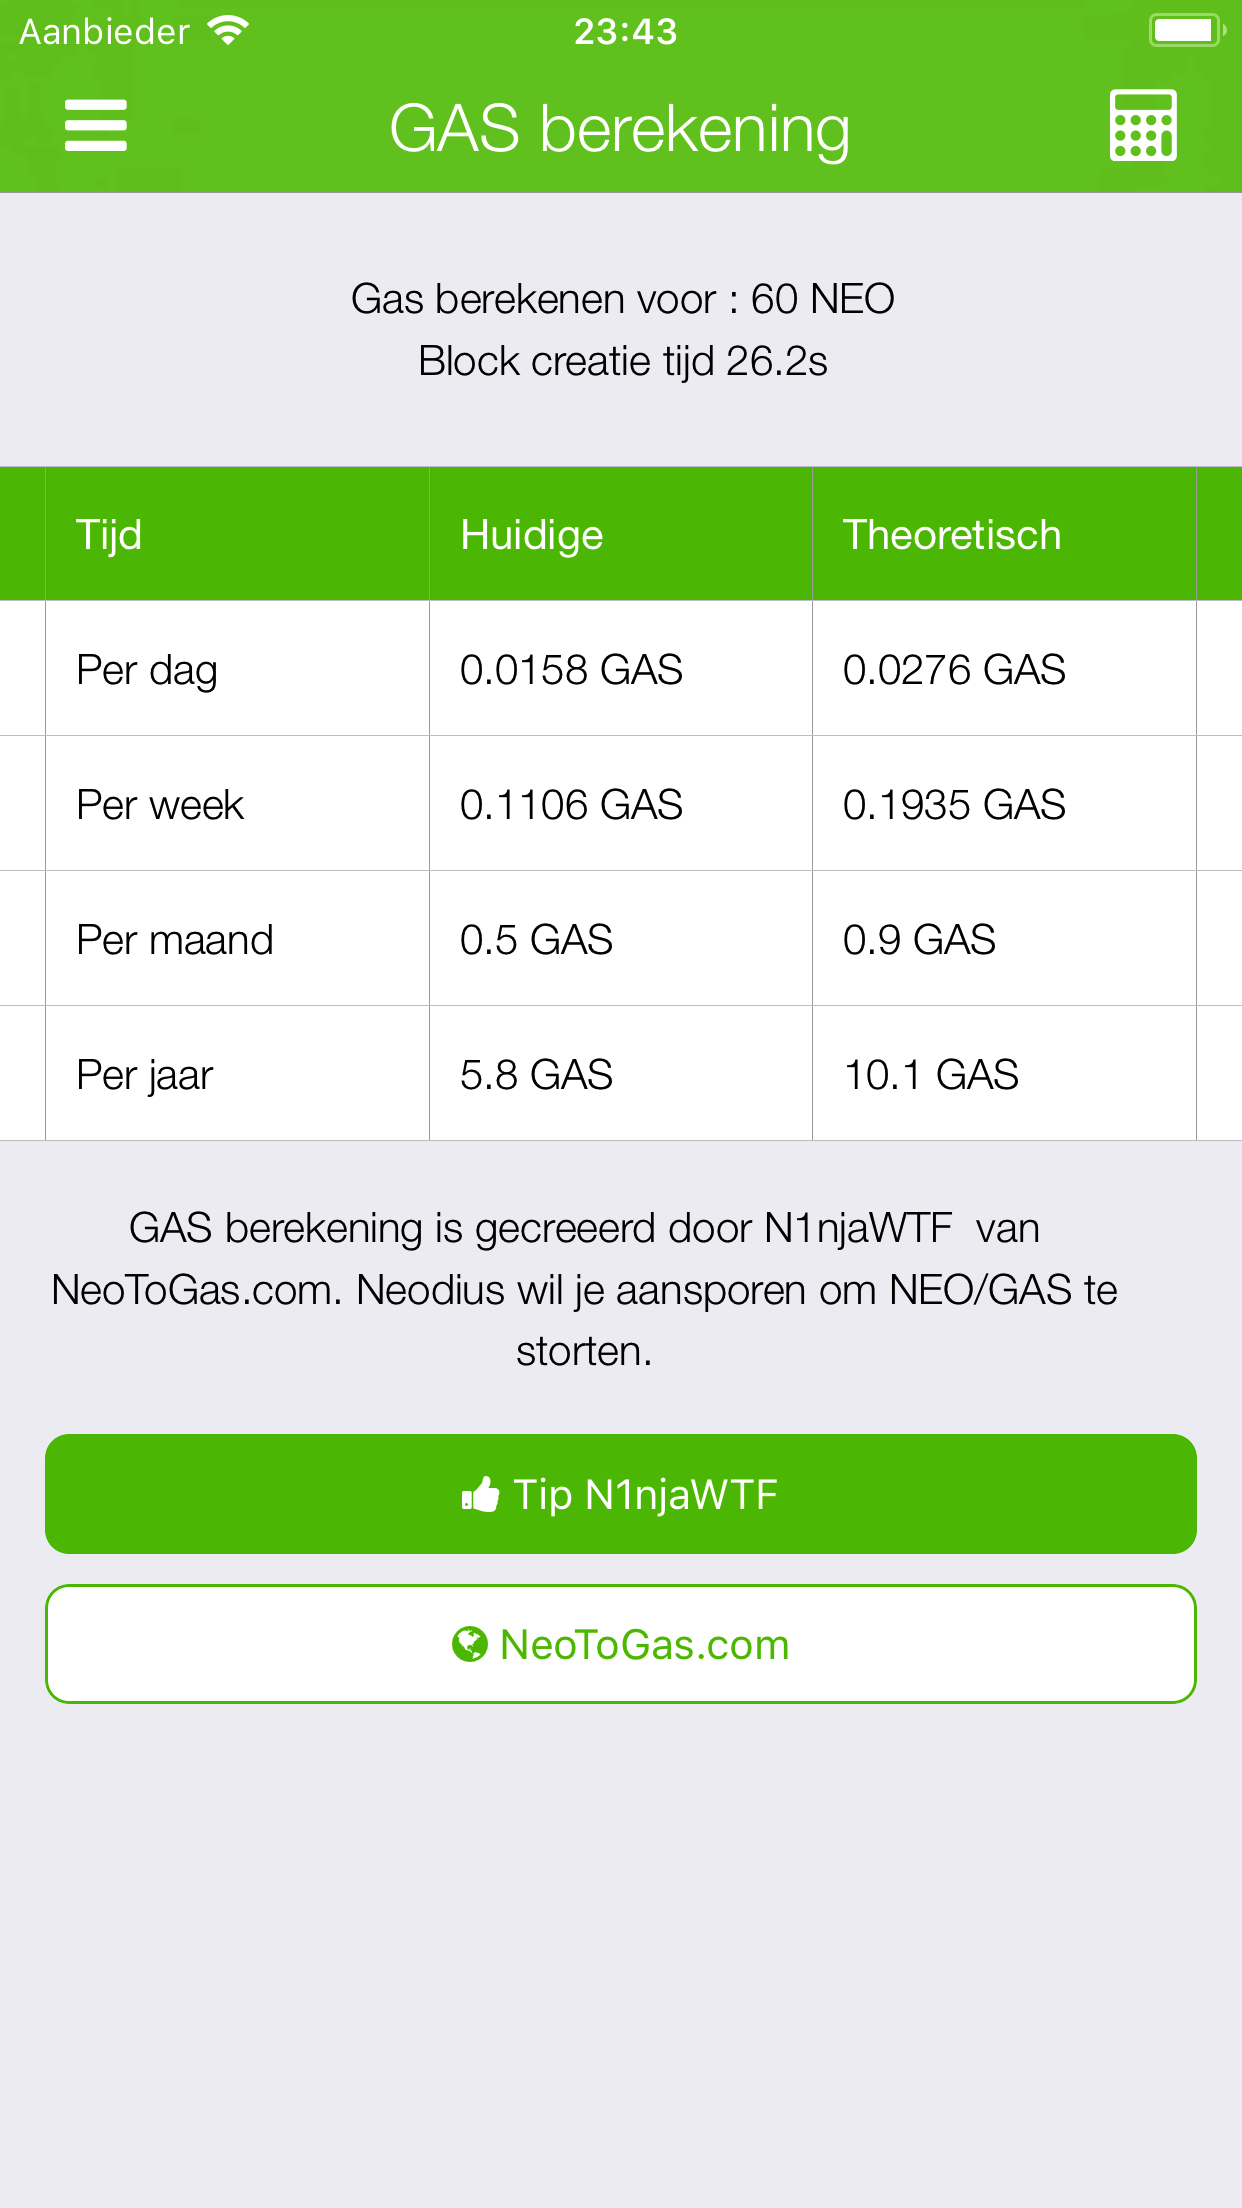 Aanbieder 23:43
GAS berekening
Gas berekenen voor : 60 NEO
Block creatie tijd 26.2s
Tijd Huidige Theoretisch
Per dag 0.0158 GAS 0.0276 GAS
Per week 0.1106 GAS 0.1935 GAS
Per maand 0.5 GAS 0.9 GAS
Per jaar 5.8 GAS 10.1 GAS
GAS berekening is gecreeerd door N1njaWTF  van
NeoToGas.com. Neodius wil je aansporen om NEO/GAS te
storten.
Tip N1njaWTF
NeoToGas.com